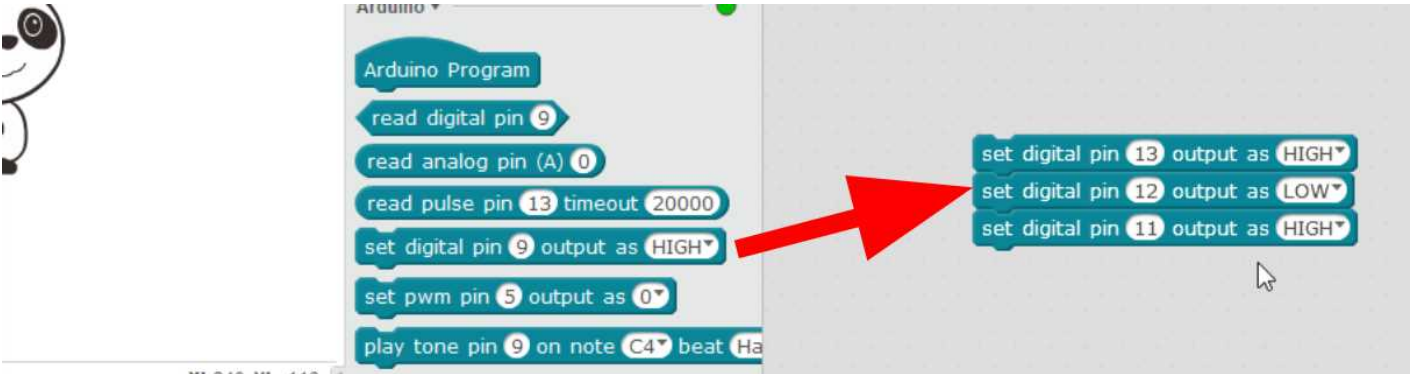 Arduino
Arduino Program
read digital pin 9
read analog pin (A) 0
read pulse pin 13 timeout 20000
set digital pin 9 output as HIGH
set pwm pin 5 output as 0
play tone pin 9 on note C4 beat Ha
set digital pin 13 output as HIGH
set digital pin 12 output as LOW
set digital pin 11 output as HIGH